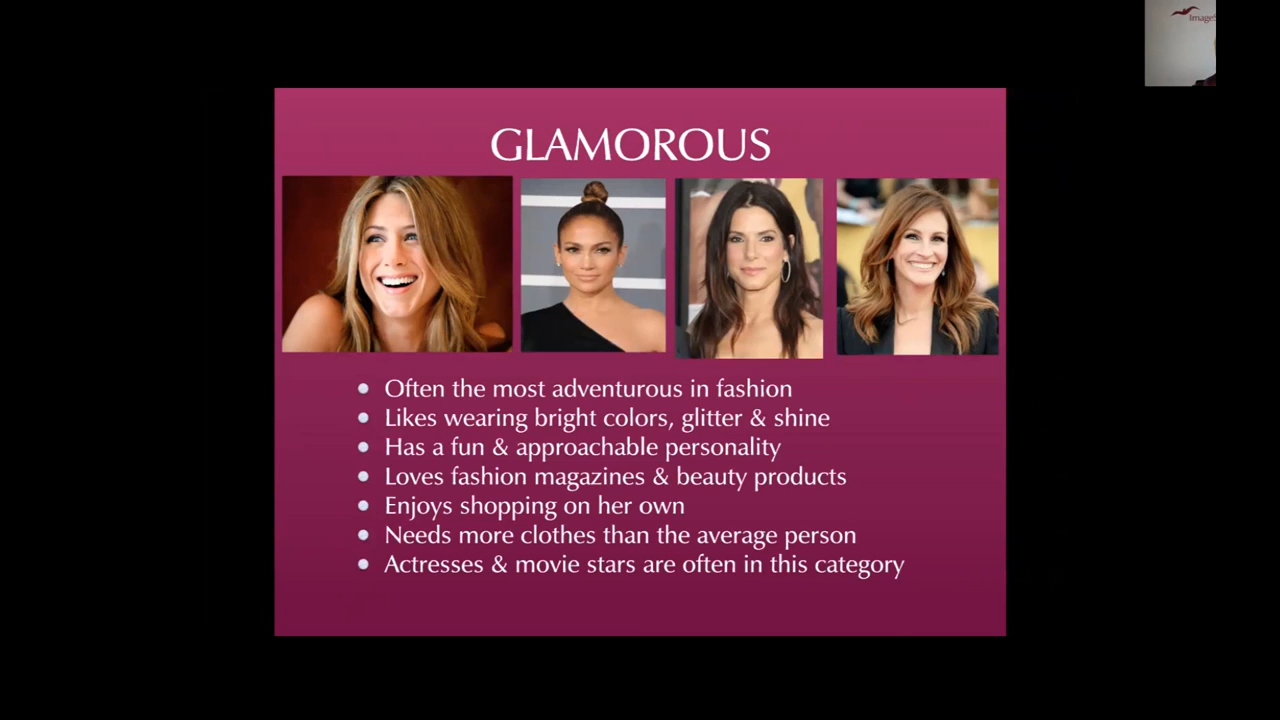 ImageS
GLAMOROUS
Often the most adventurous in fashion
Likes wearing bright colors, glitter & shine
Has a fun & approachable personality
Loves fashion magazines & beauty products
Enjoys shopping on her own
Needs more clothes than the average person
Actresses & movie stars are often in this category